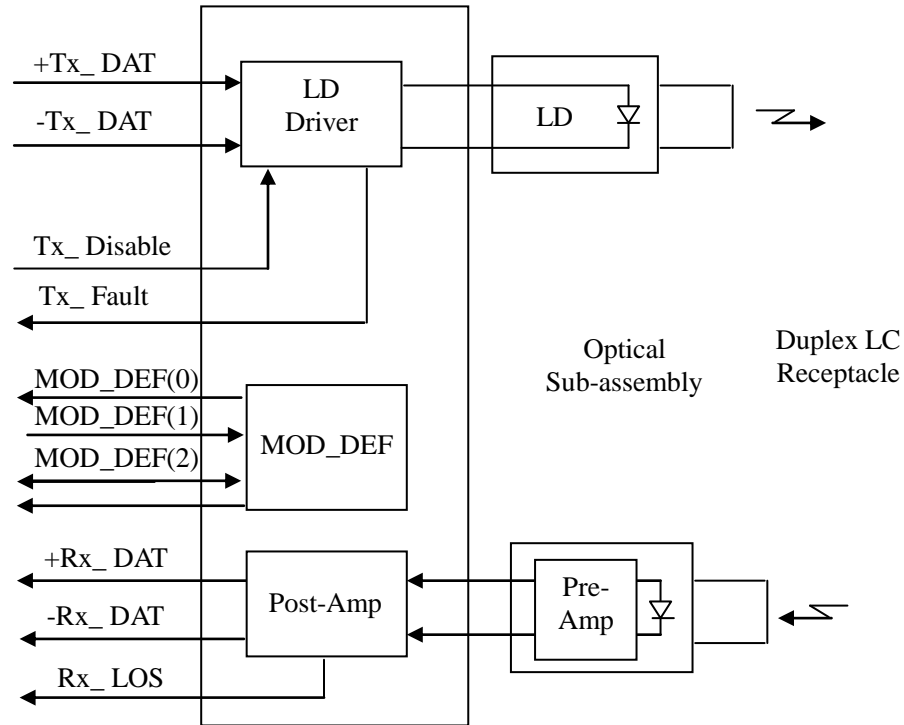 +Tx_ DAT
-Tx_ DAT
LD
Driver
LD
Tx_ Disable
Tx_ Fault
Optical
Sub-assembly
Duplex LC
Receptacle
MOD_DEF(0)
MOD_DEF(1)
MOD_DEF(2)
MOD_DEF
+Rx_ DAT
-Rx_ DAT
Rx_ LOS
Post-Amp
Pre-
Amp